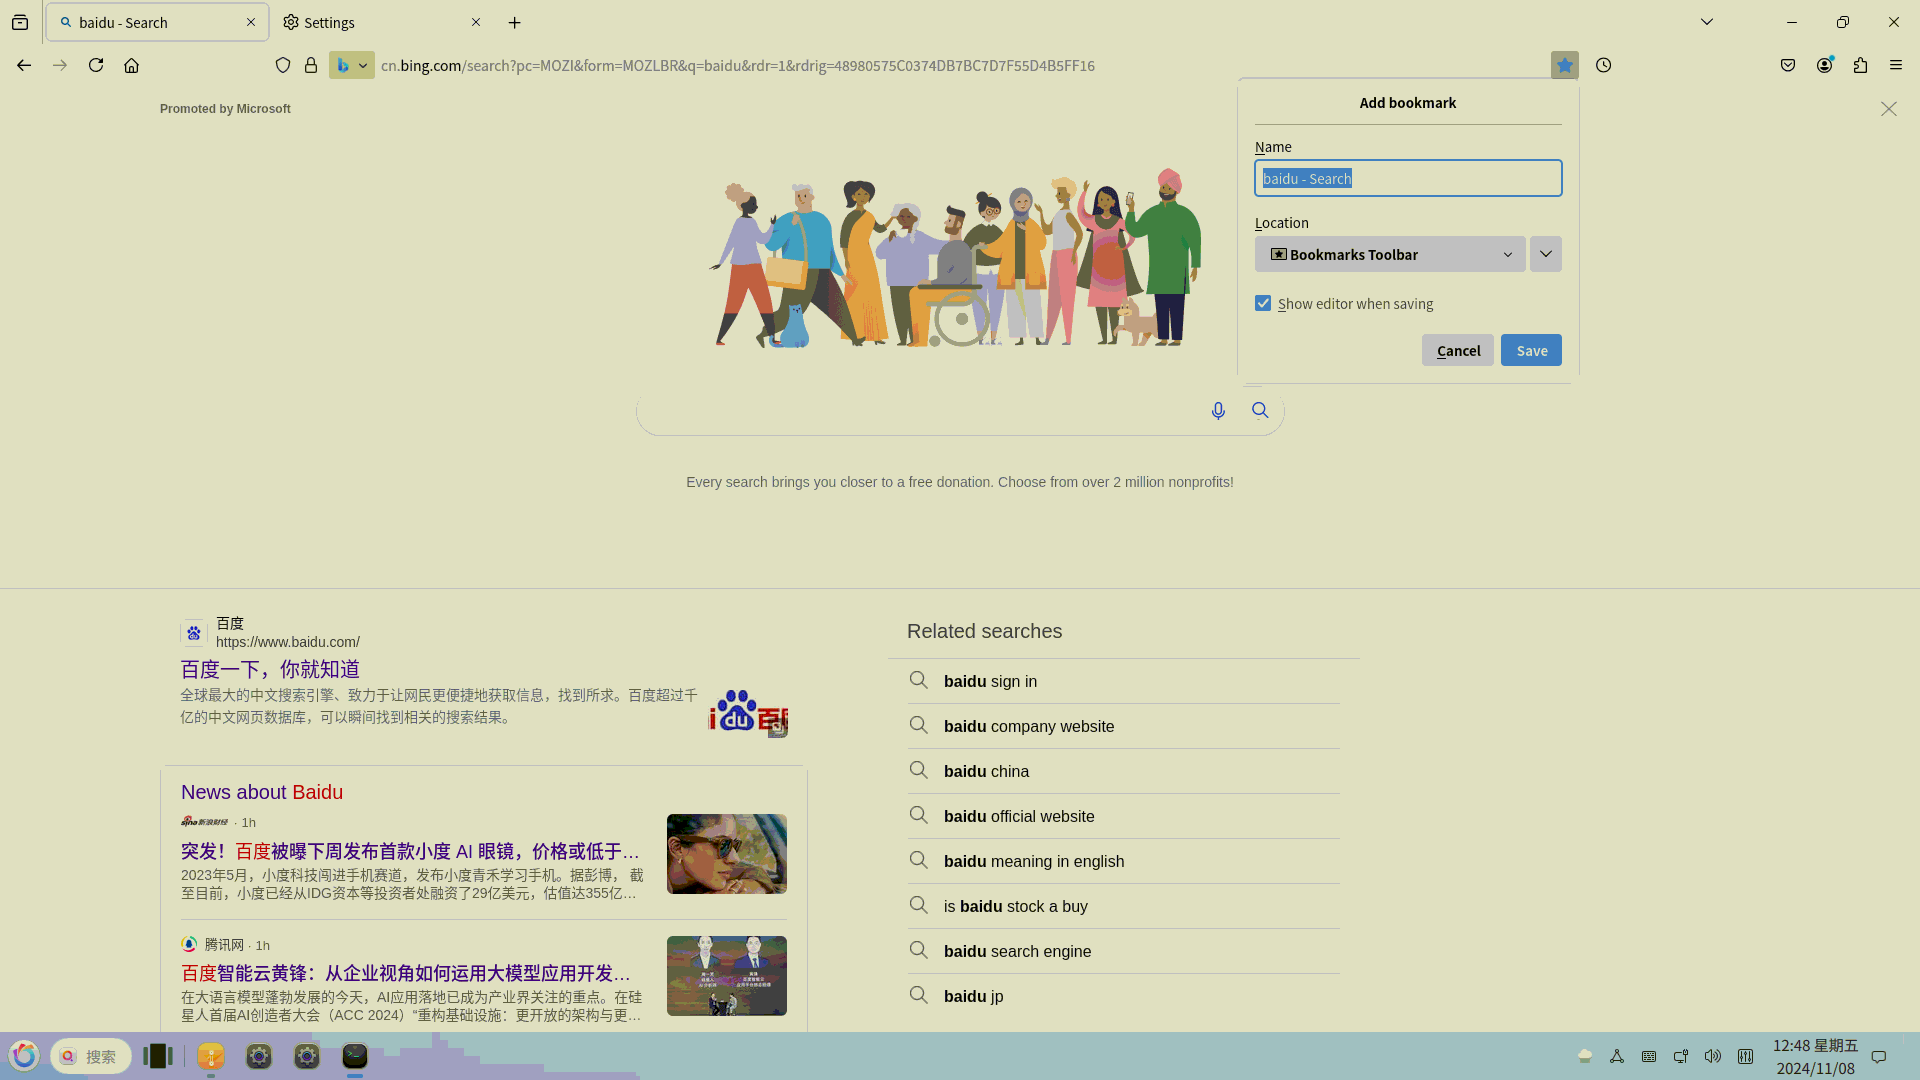 baidu - Search
Settings
cn.bing.com/search?pc=MOZI&form=MOZLBR&q=baidu&rdr=1&rdrig=48980575C0374DB7BC7D7F55D4B5FF16
Promoted by Microsoft
Add bookmark
Name
baidu - Search
Location
Bookmarks Toolbar
Show editor when saving
Cancel
Save
Every search brings you closer to a free donation. Choose from over 2 million nonprofits!
百度
https://www.baidu.com/
百度一下，你就知道
全球最大的中文搜索引擎、致力于让网民更便捷地获取信息，找到所求。百度超过千
亿的中文网页数据库，可以瞬间找到相关的搜索结果。
News about Baidu
sina新浪财经 · 1h
突发！百度被曝下周发布首款小度 AI 眼镜，价格或低于…
2023年5月，小度科技闯进手机赛道，发布小度青禾学习手机。据彭博， 截
至目前，小度已经从IDG资本等投资者处融资了29亿美元，估值达355亿…
腾讯网 · 1h
百度智能云黄锋：从企业视角如何运用大模型应用开发…
在大语言模型蓬勃发展的今天，AI应用落地已成为产业界关注的重点。在硅
星人首届AI创造者大会（ACC 2024）“重构基础设施：更开放的架构与更…
Related searches
baidu sign in
baidu company website
baidu china
baidu official website
baidu meaning in english
is baidu stock a buy
baidu search engine
baidu jp
搜索
12:48 星期五
2024/11/08